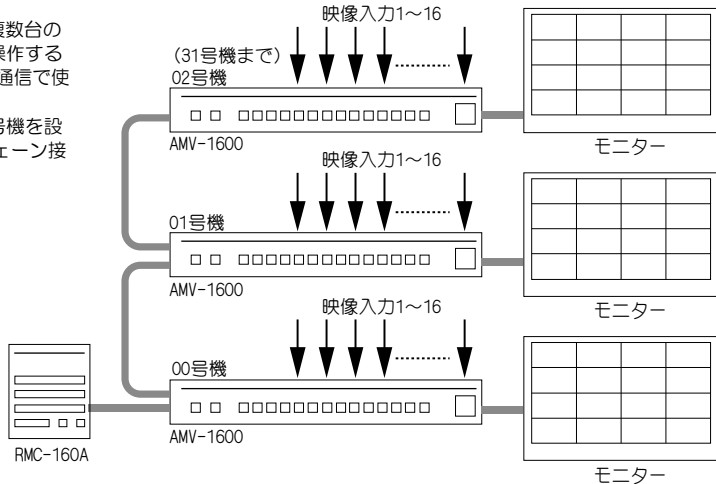 複数台の
操作する
通信で使
号機を設
チェーン接
映像入力1～16
(31号機まで)
02号機
AMV-1600
モニター
映像入力1～16
01号機
AMV-1600
モニター
映像入力1～16
00号機
AMV-1600
モニター
RMC-160A